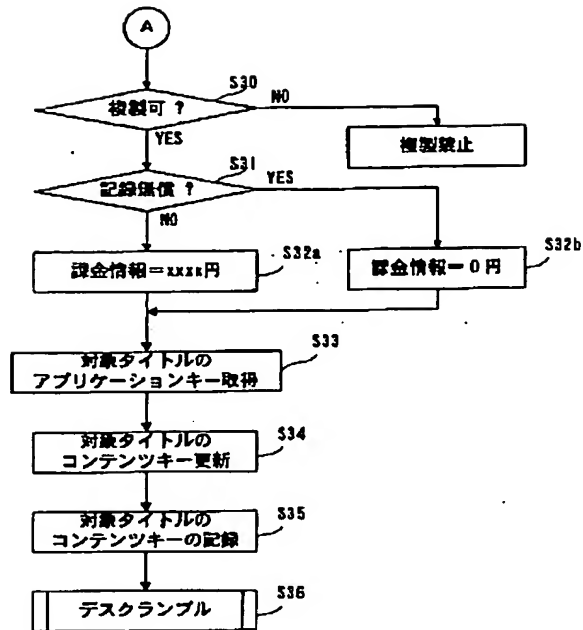 A
S30
複製可 ?
NO
YES
複製禁止
S31
記録無償 ?
YES
NO
S32a
課金情報=xxxx円
S32b
課金情報=0円
S33
対象タイトルの
アプリケーションキー取得
S34
対象タイトルの
コンテンツキー更新
S35
対象タイトルの
コンテンツキーの記録
デスクランブル
S36